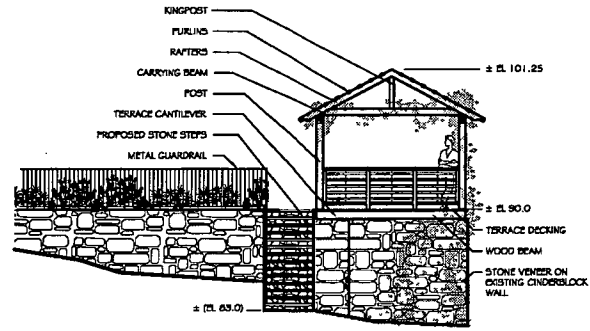 KINGPOST
PURLINS
RAFTERS
CARRYING BEAM
POST
TERRACE CANTILEVER
PROPOSED STONE STEPS
METAL GUARDRAIL
± EL 101.25
± EL 90.0
TERRACE DECKING
WOOD BEAM
STONE VENEER ON
EXISTING CINDERBLOCK
WALL
± (EL 83.0)